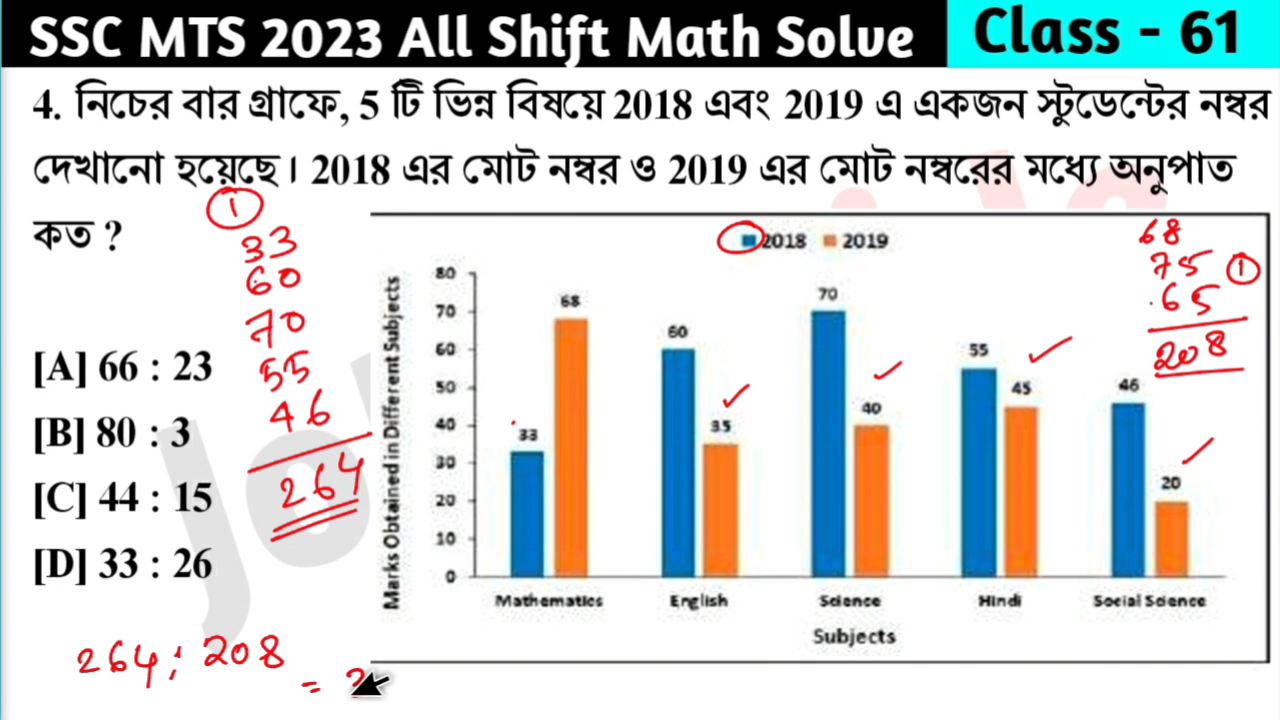 SSC MTS 2023 All Shift Math Solve
Class - 61
4. নিচের বার গ্রাফে, 5 টি ভিন্ন বিষয়ে 2018 এবং 2019 এ একজন স্টুডেন্টের নম্বর
দেখানো হয়েছে। 2018 এর মোট নম্বর ও 2019 এর মোট নম্বরের মধ্যে অনুপাত
কত ?
[A] 66 : 23
[B] 80 : 3
[C] 44 : 15
[D] 33 : 26
1
33
60
70
55
46
264
264 : 208
=
2018 2019
Marks Obtained in Different Subjects
80
70
60
50
40
30
20
10
0
33 68
60 35
70 40
55 45
46 20
Mathematics English Science Hindi Social Science
Subjects
68
75 1
65
208